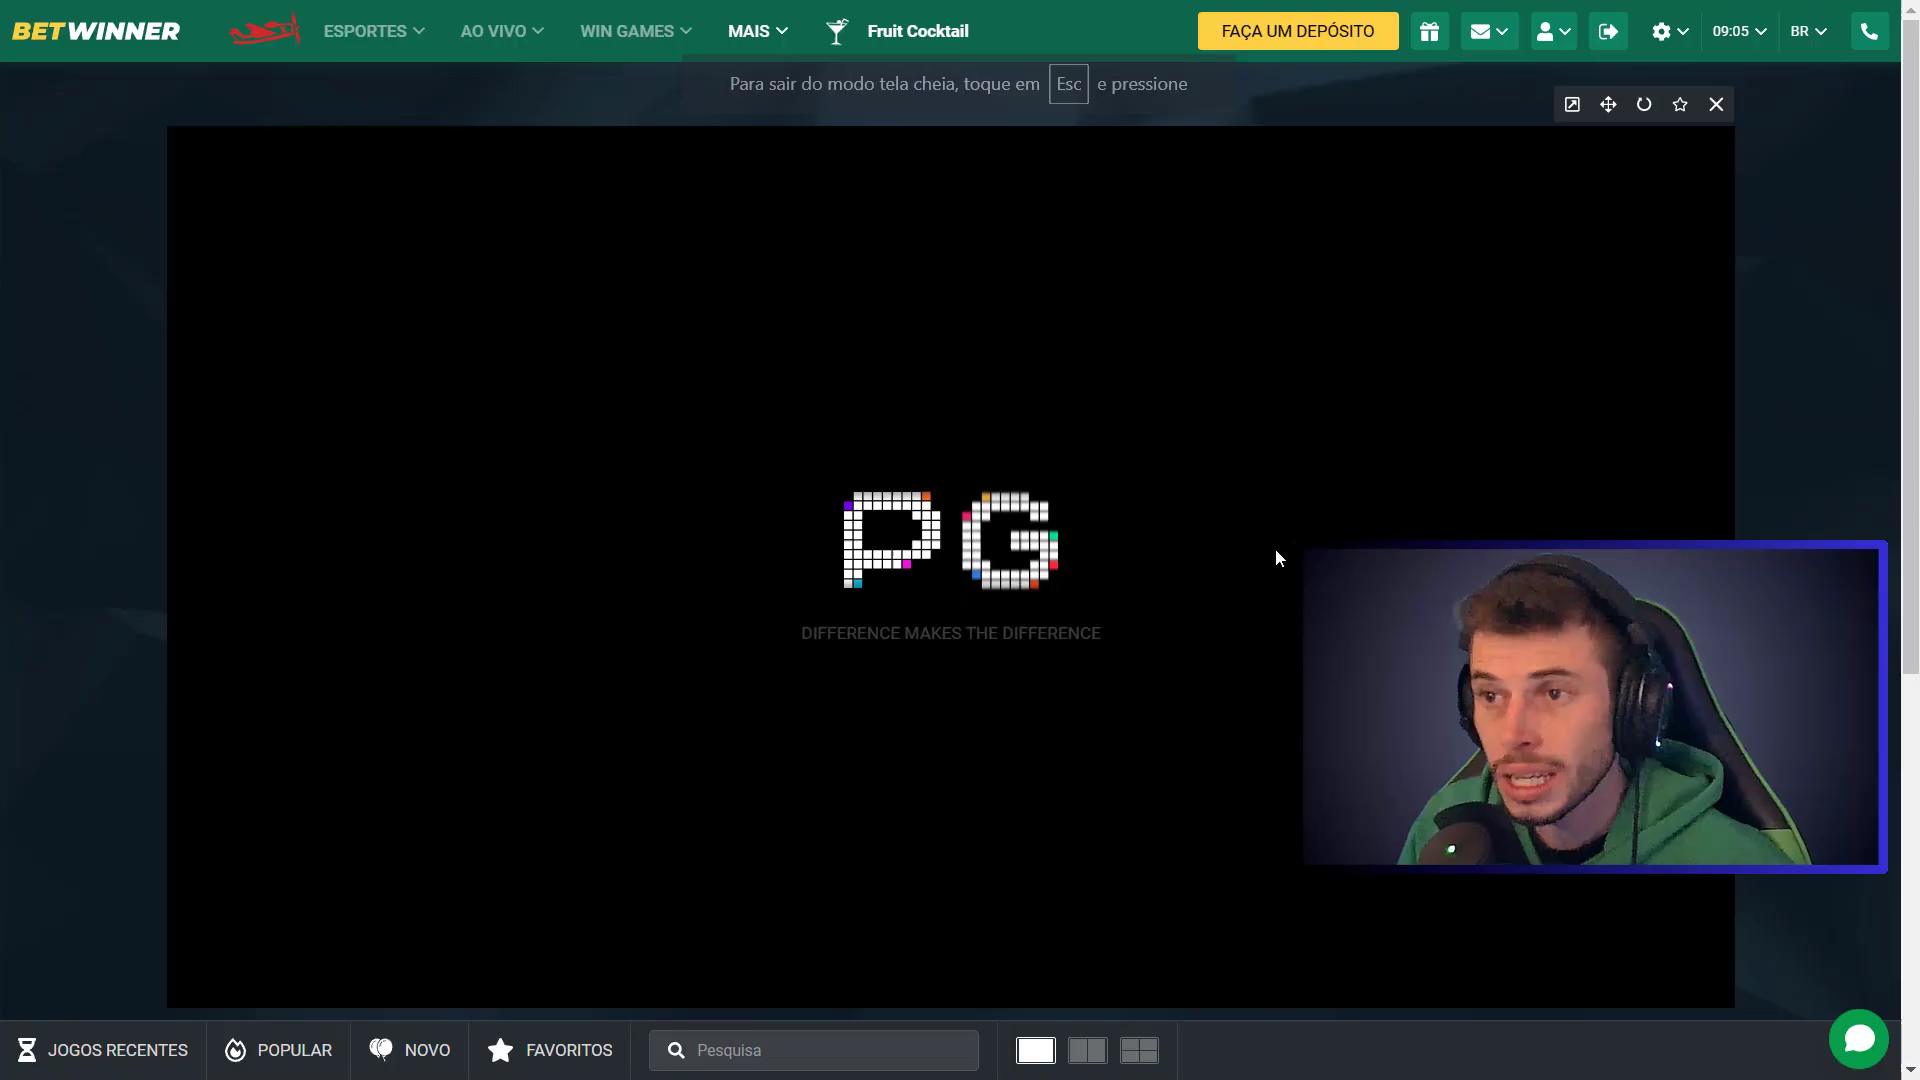 BETWINNER
ESPORTES
AO VIVO
WIN GAMES
MAIS
Fruit Cocktail
FAÇA UM DEPÓSITO
09:05
BR
Para sair do modo tela cheia, toque em Esc e pressione
PG
DIFFERENCE MAKES THE DIFFERENCE
JOGOS RECENTES
POPULAR
NOVO
FAVORITOS
Pesquisa